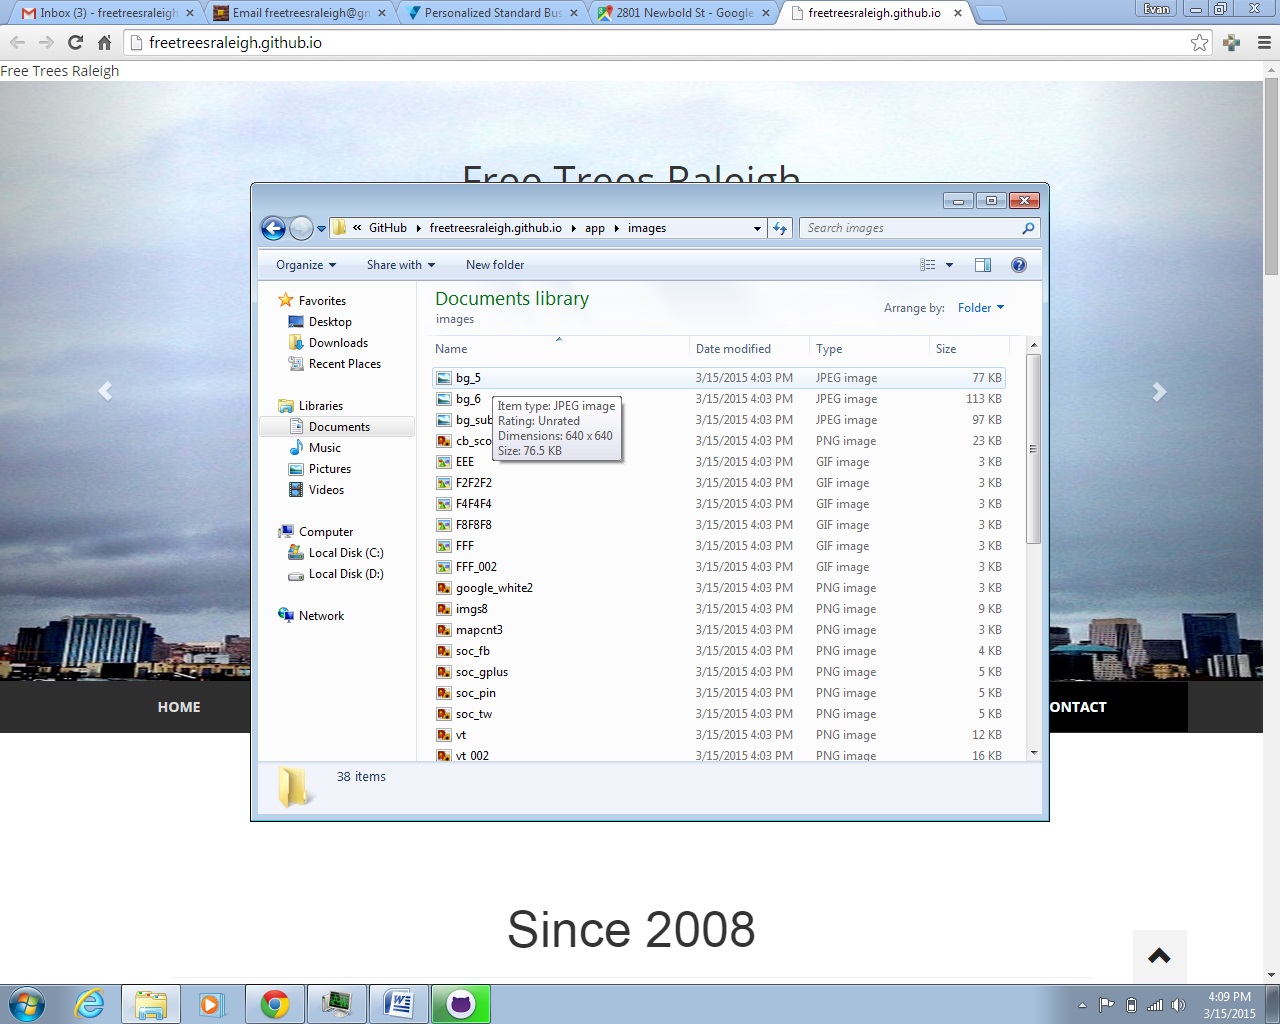 Inbox (3) - freetreesraleigh
Email freetreesraleigh@gn
Personalized Standard Bus
2801 Newbold St - Google
freetreesraleigh.github.io
Evan
freetreesraleigh.github.io
Free Trees Raleigh
Free Trees Raleigh
« GitHub freetreesraleigh.github.io app images
Search images
Organize Share with New folder
Documents library
images
Arrange by: Folder
Favorites
Desktop
Downloads
Recent Places
Libraries
Documents
Music
Pictures
Videos
Computer
Local Disk (C:)
Local Disk (D:)
Network
Name Date modified Type Size
bg_5 3/15/2015 4:03 PM JPEG image 77 KB
bg_6 3/15/2015 4:03 PM JPEG image 113 KB
bg_sub 3/15/2015 4:03 PM JPEG image 97 KB
cb_sco 3/15/2015 4:03 PM PNG image 23 KB
EEE 3/15/2015 4:03 PM GIF image 3 KB
F2F2F2 3/15/2015 4:03 PM GIF image 3 KB
F4F4F4 3/15/2015 4:03 PM GIF image 3 KB
F8F8F8 3/15/2015 4:03 PM GIF image 3 KB
FFF 3/15/2015 4:03 PM GIF image 3 KB
FFF_002 3/15/2015 4:03 PM GIF image 3 KB
google_white2 3/15/2015 4:03 PM PNG image 3 KB
imgs8 3/15/2015 4:03 PM PNG image 9 KB
mapcnt3 3/15/2015 4:03 PM PNG image 3 KB
soc_fb 3/15/2015 4:03 PM PNG image 4 KB
soc_gplus 3/15/2015 4:03 PM PNG image 5 KB
soc_pin 3/15/2015 4:03 PM PNG image 5 KB
soc_tw 3/15/2015 4:03 PM PNG image 5 KB
vt 3/15/2015 4:03 PM PNG image 12 KB
vt_002 3/15/2015 4:03 PM PNG image 16 KB
Item type: JPEG image
Rating: Unrated
Dimensions: 640 x 640
Size: 76.5 KB
38 items
HOME
ONTACT
Since 2008
4:09 PM
3/15/2015